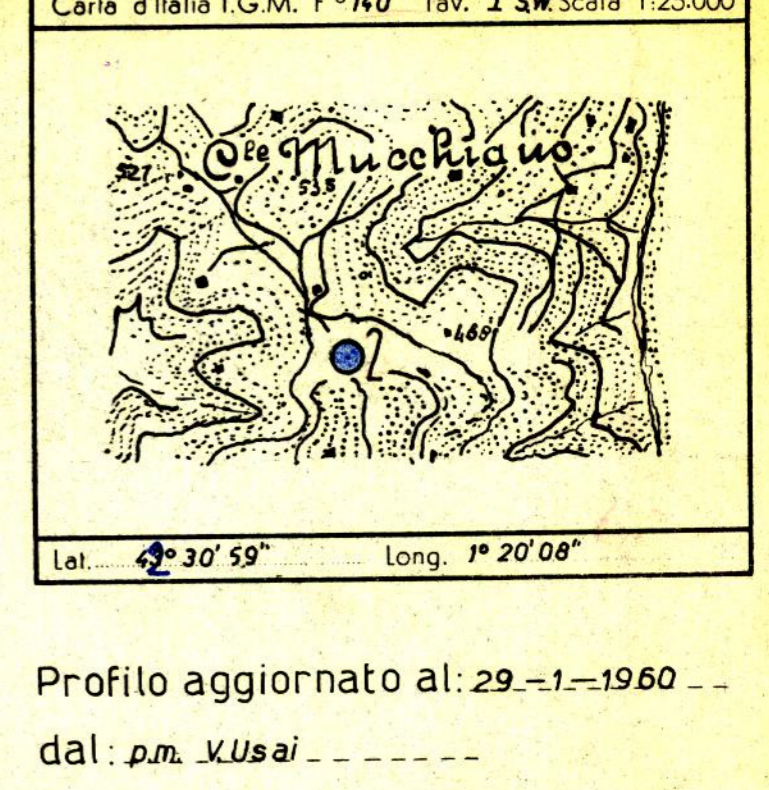 Carta d'Italia I.G.M. F° 140 Tav. I S.W. Scala 1:25.000
C.le Mucchiano
527
538
468
2
Lat. 42° 30' 59" Long. 1° 20' 08"
Profilo aggiornato al: 29-1-1960
dal: p.m. V.Usai